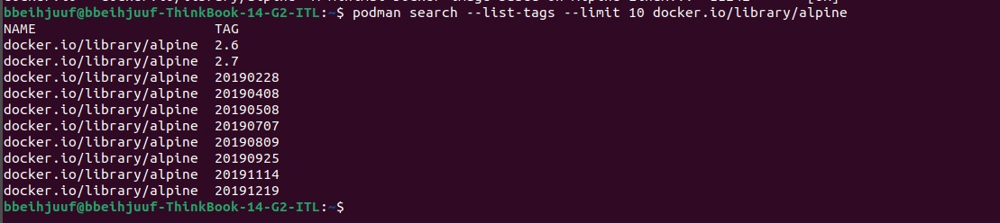 bbeihjuuf@bbeihjuuf-ThinkBook-14-G2-ITL:~$ podman search --list-tags --limit 10 docker.io/library/alpine
NAME TAG
docker.io/library/alpine 2.6
docker.io/library/alpine 2.7
docker.io/library/alpine 20190228
docker.io/library/alpine 20190408
docker.io/library/alpine 20190508
docker.io/library/alpine 20190707
docker.io/library/alpine 20190809
docker.io/library/alpine 20190925
docker.io/library/alpine 20191114
docker.io/library/alpine 20191219
bbeihjuuf@bbeihjuuf-ThinkBook-14-G2-ITL:~$